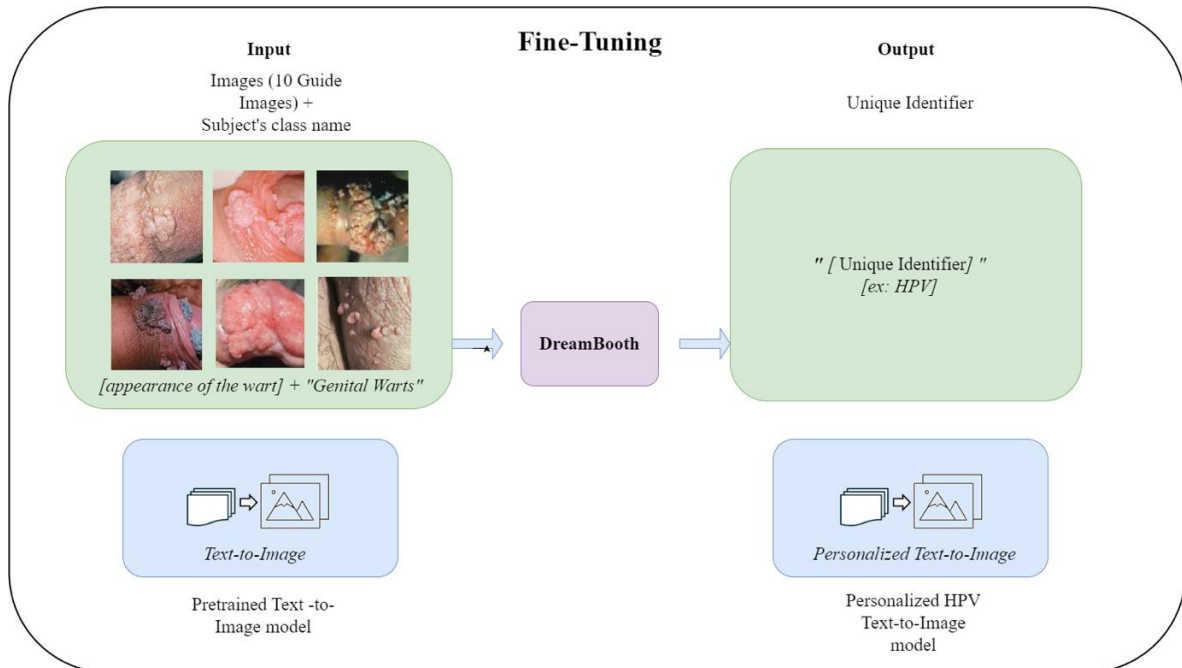 Fine-Tuning
Input
Images (10 Guide
Images) +
Subject's class name
[appearance of the wart] + "Genital Warts"
Text-to-Image
Pretrained Text -to-
Image model
DreamBooth
Output
Unique Identifier
" [ Unique Identifier] "
[ex: HPV]
Personalized Text-to-Image
Personalized HPV
Text-to-Image
model